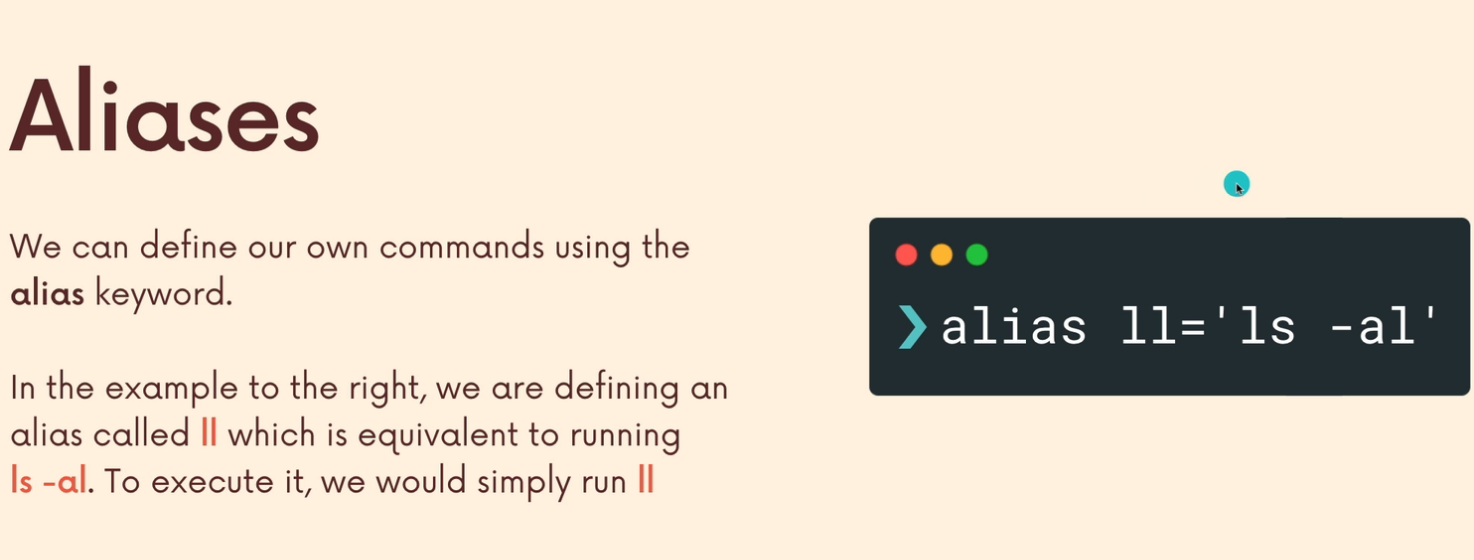 Aliases
We can define our own commands using the
alias keyword.
In the example to the right, we are defining an
alias called ll which is equivalent to running
ls -al. To execute it, we would simply run ll
❯ alias ll='ls -al'